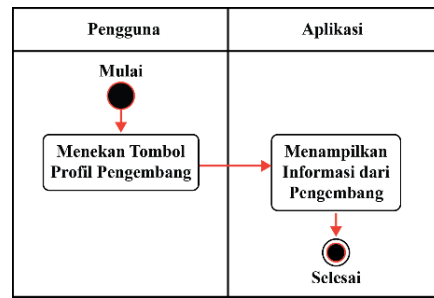 Pengguna
Aplikasi
Mulai
Menekan Tombol
Profil Pengembang
Menampilkan
Informasi dari
Pengembang
Selesai